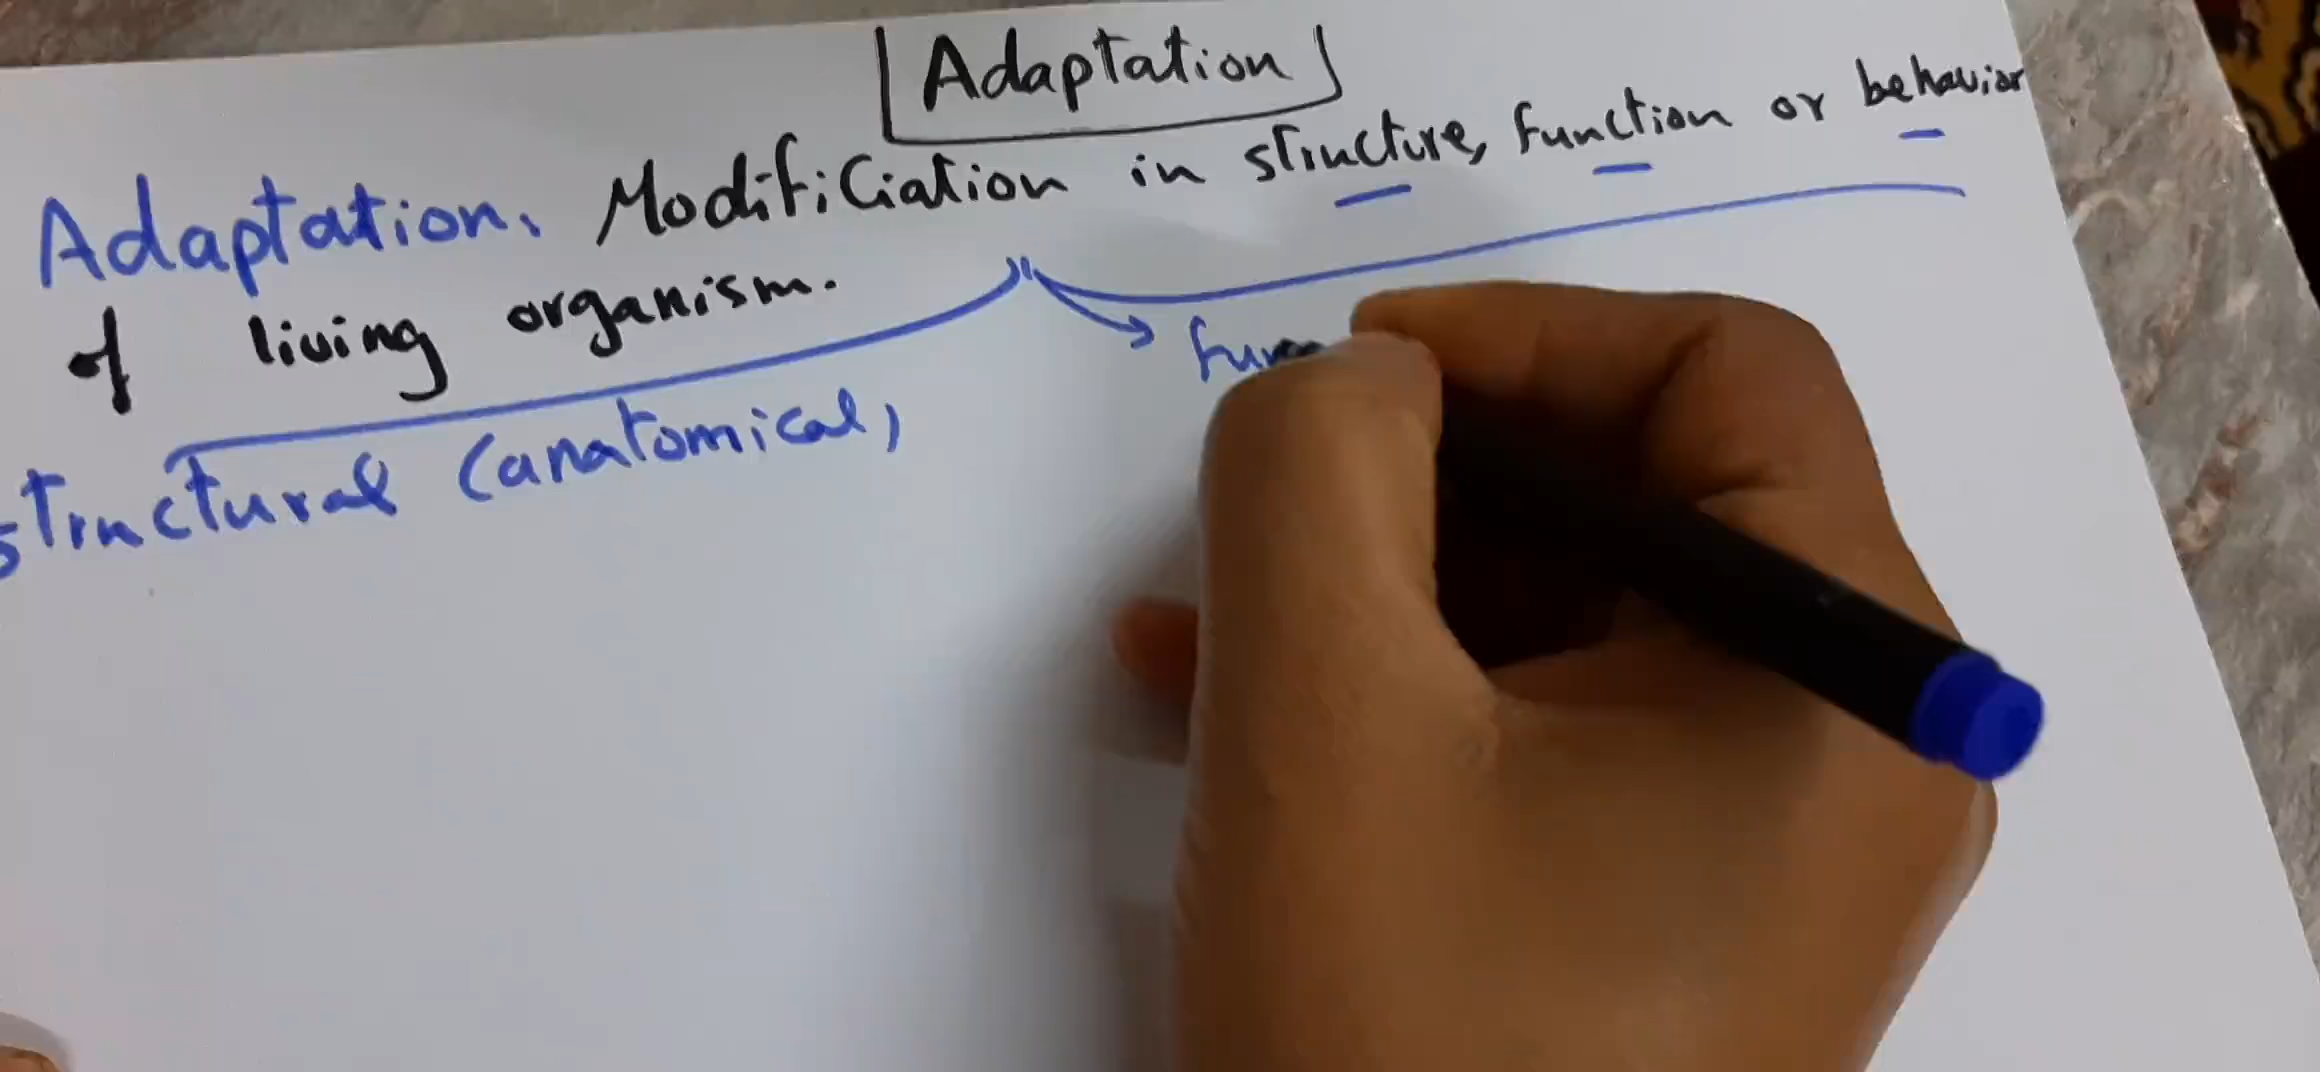 Adaptation
Adaptation: Modificiation in structure, function or behavior
of living organism.
structural (anatomical)